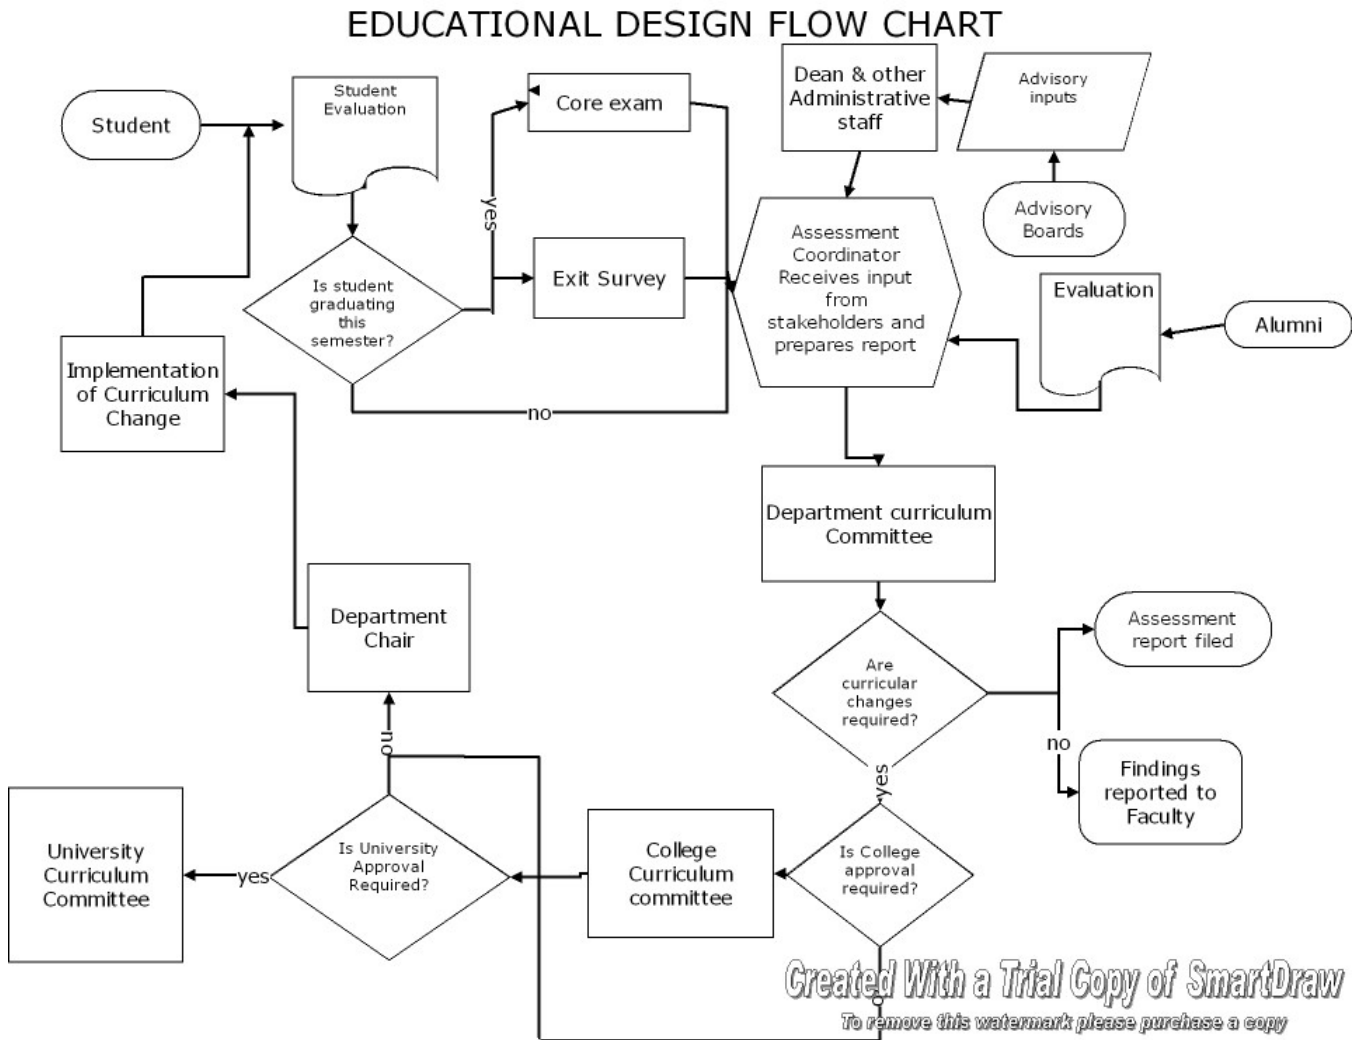 EDUCATIONAL DESIGN FLOW CHART
Student
Student
Evaluation
Core exam
Dean & other
Administrative
staff
Advisory
inputs
Advisory
Boards
yes
Is student
graduating
this
semester?
Exit Survey
Assessment
Coordinator
Receives input
from
stakeholders and
prepares report
Evaluation
Alumni
Implementation
of Curriculum
Change
no
Department curriculum
Committee
Department
Chair
Are
curricular
changes
required?
Assessment
report filed
no
Findings
reported to
Faculty
yes
no
University
Curriculum
Committee
yes
Is University
Approval
Required?
College
Curriculum
committee
Is College
approval
required?
Created With a Trial Copy of SmartDraw
To remove this watermark please purchase a copy